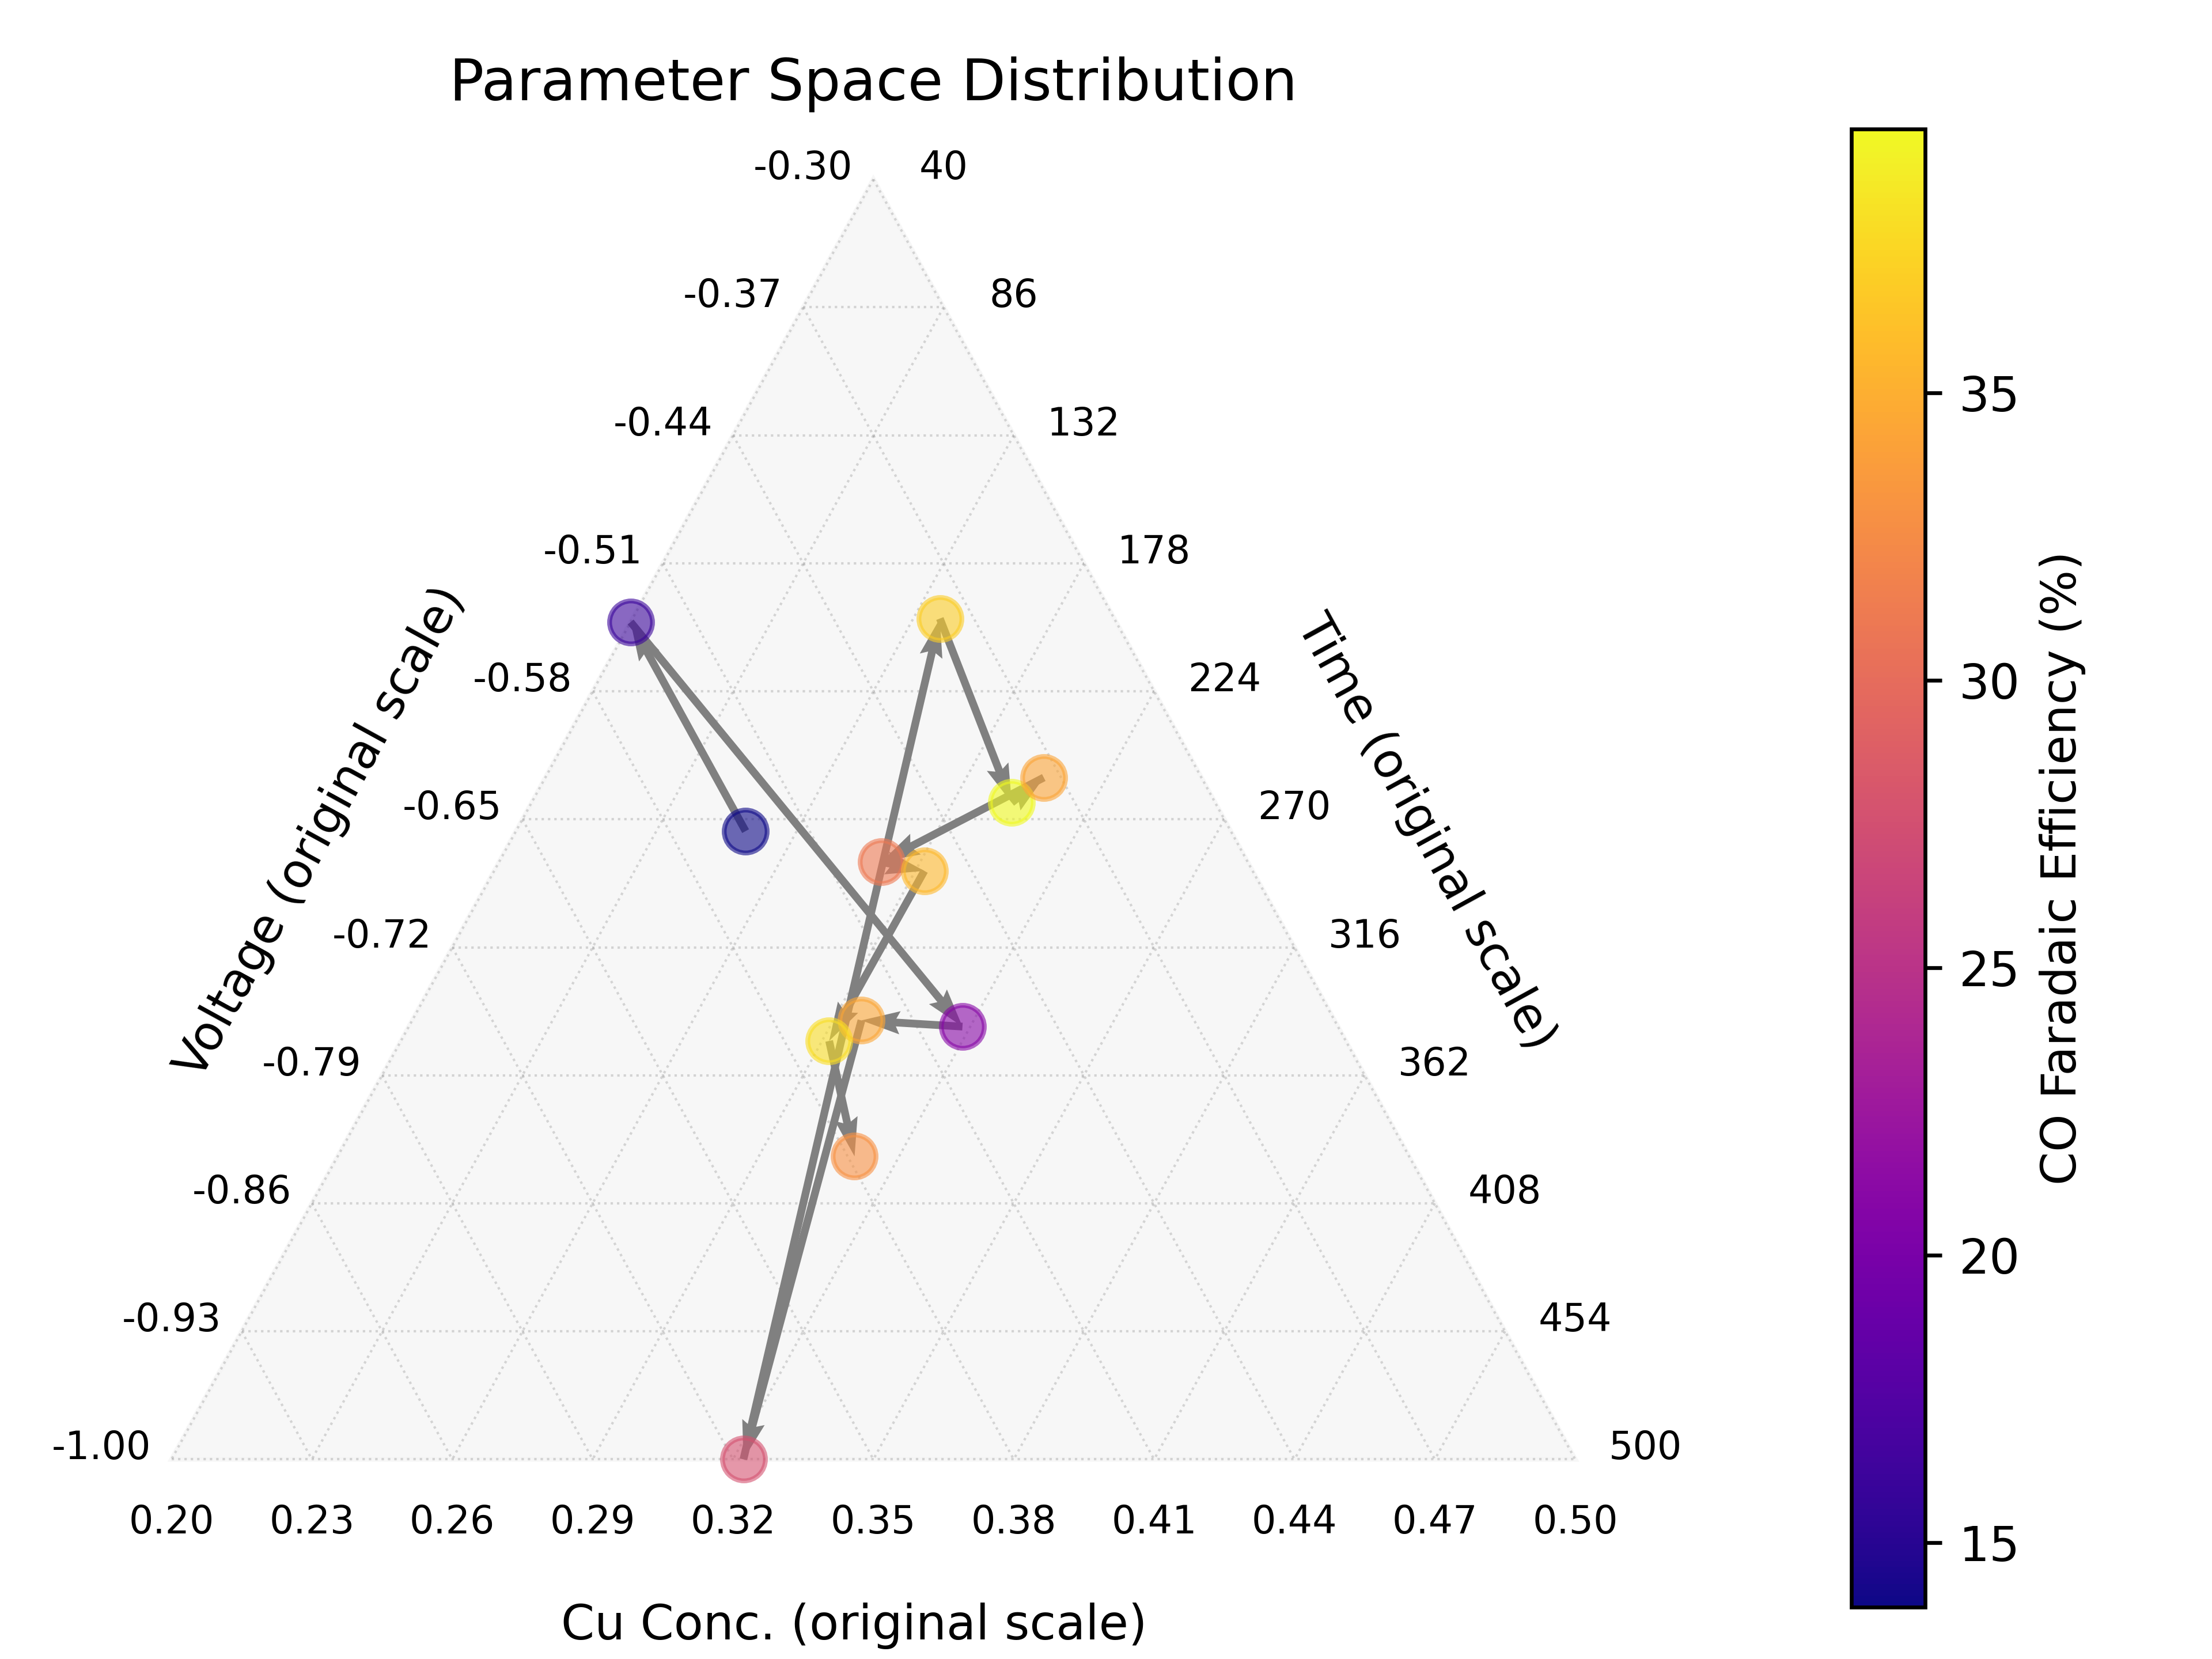 Parameter Space Distribution
-0.30 40
-0.37 86
-0.44 132
-0.51 178
-0.58 224
-0.65 270
-0.72 316
-0.79 362
-0.86 408
-0.93 454
-1.00 500
0.20 0.23 0.26 0.29 0.32 0.35 0.38 0.41 0.44 0.47 0.50
Voltage (original scale)
Time (original scale)
Cu Conc. (original scale)
35
30
25
20
15
CO Faradaic Efficiency (%)